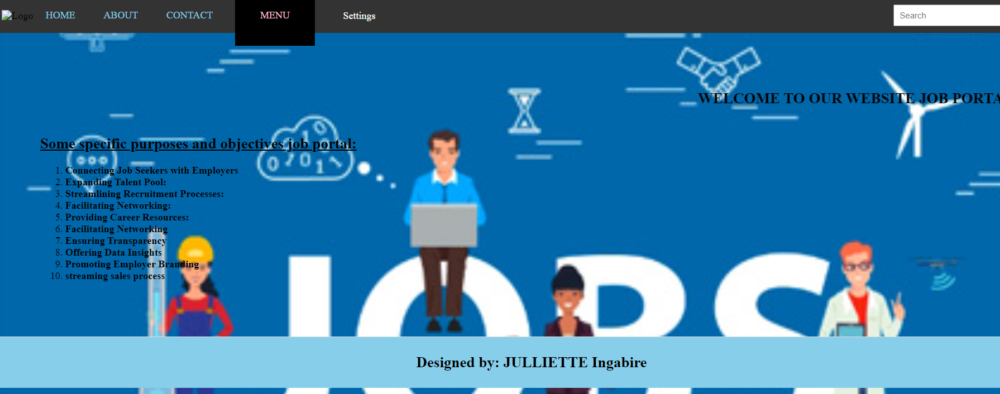 Logo HOME ABOUT CONTACT MENU Settings Search
WELCOME TO OUR WEBSITE JOB PORTA
Some specific purposes and objectives job portal:
1. Connecting Job Seekers with Employers
2. Expanding Talent Pool:
3. Streamlining Recruitment Processes:
4. Facilitating Networking:
5. Providing Career Resources:
6. Facilitating Networking
7. Ensuring Transparency
8. Offering Data Insights
9. Promoting Employer Branding
10. streaming sales process
JOBS
Designed by: JULLIETTE Ingabire